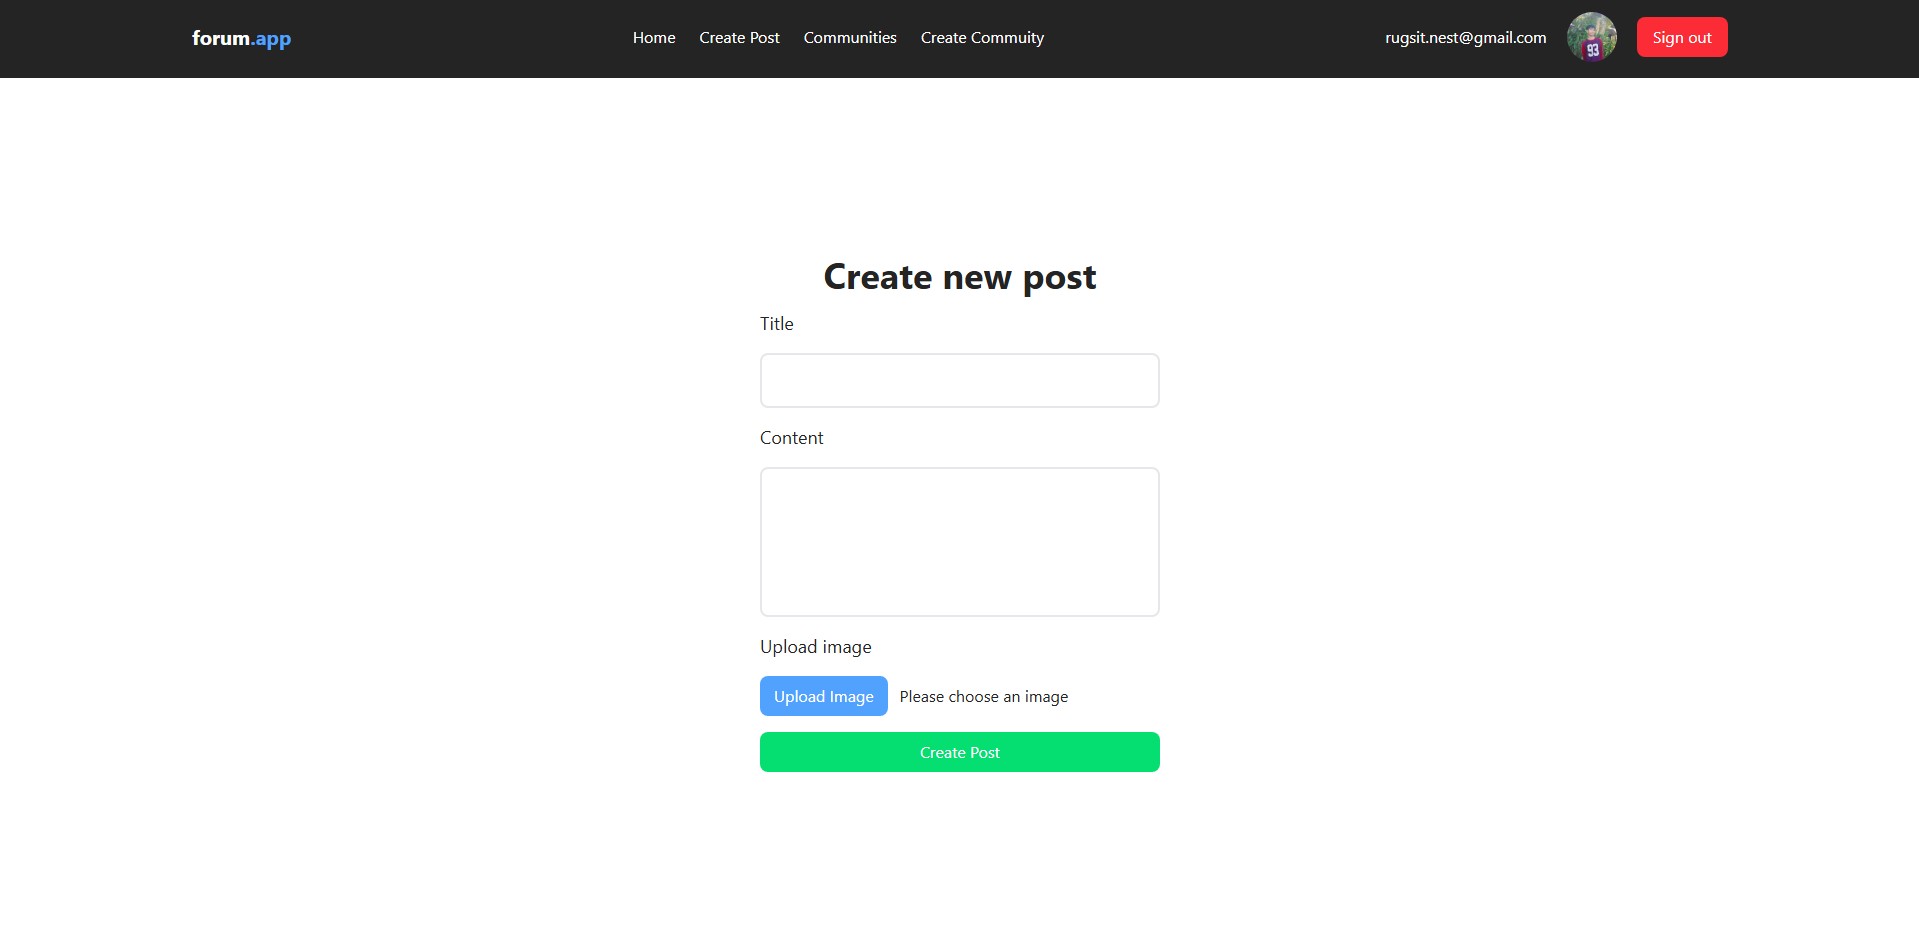 forum.app
Home Create Post Communities Create Commuity
rugsit.nest@gmail.com
93
Sign out
Create new post
Title
Content
Upload image
Upload Image Please choose an image
Create Post